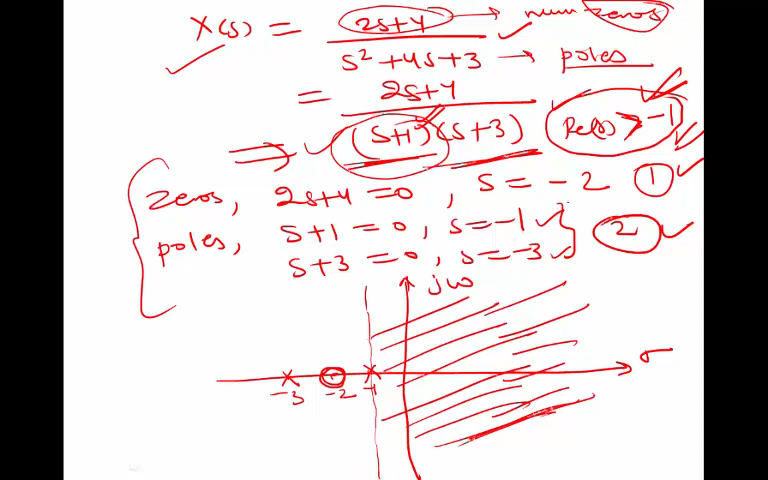 X(s) = 2s+4 → num zeros
s²+4s+3 → poles
= 2s+4
⇒ (s+1)(s+3) Re(s) > -1
zeros, 2s+4=0, s=-2 ①
poles, s+1=0, s=-1
s+3=0, s=-3 ②
jω
σ
-3 -2 -1